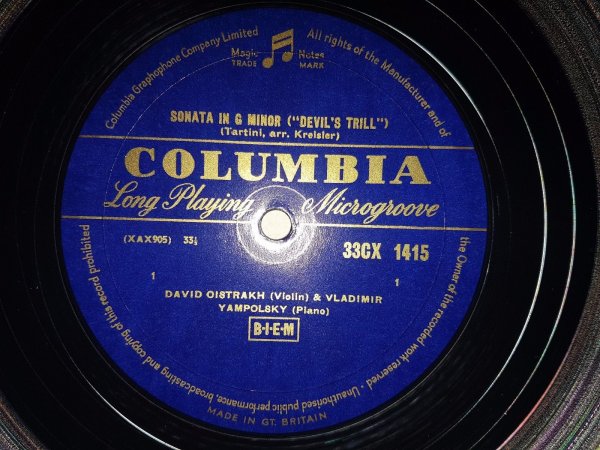 Columbia Graphophone Company Limited
All rights of the Manufacturer and of
the Owner of the recorded work reserved - Unauthorised public performance, broadcasting and copying of this record prohibited
Magic Notes
TRADE MARK
SONATA IN G MINOR ("DEVIL'S TRILL")
(Tartini, arr. Kreisler)
COLUMBIA
Long Playing Microgroove
(XAX905) 33⅓
33CX 1415
1 1
DAVID OISTRAKH (Violin) & VLADIMIR
YAMPOLSKY (Piano)
B·I·E·M
MADE IN GT. BRITAIN